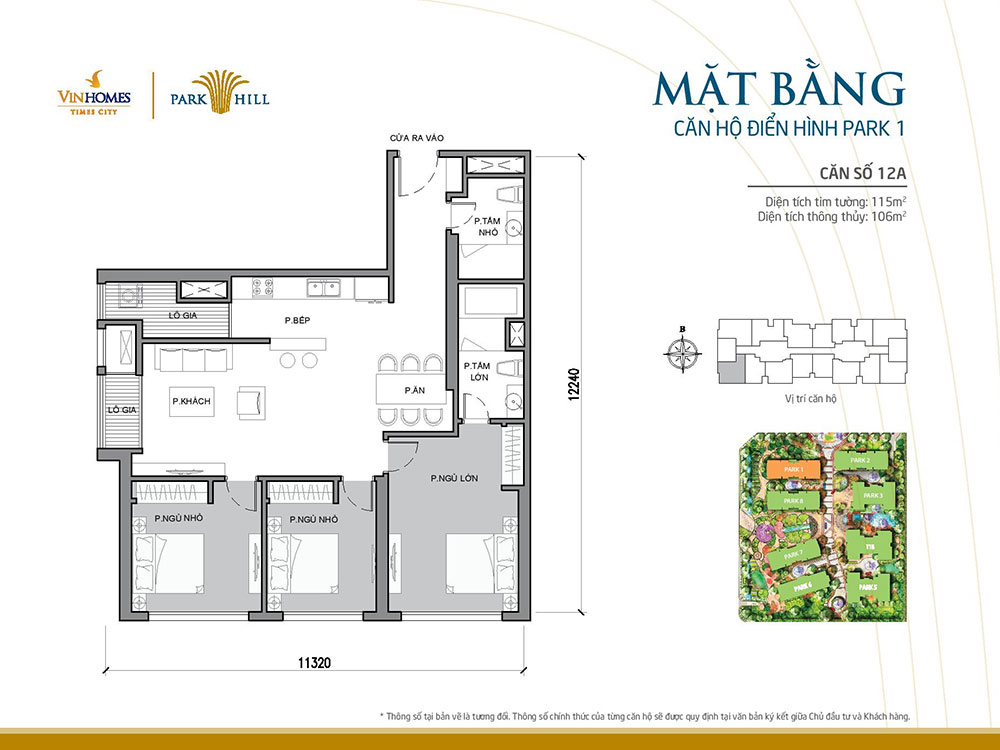 VINHOMES
TIMES CITY
PARK HILL
MẶT BẰNG
CĂN HỘ ĐIỂN HÌNH PARK 1
CĂN SỐ 12A
Diện tích tim tường: 115m²
Diện tích thông thủy: 106m²
CỬA RA VÀO
P.TẮM
NHỎ
LÔ GIA
P.BẾP
P.TẮM
LỚN
P.ĂN
P.KHÁCH
LÔ GIA
P.NGỦ LỚN
P.NGỦ NHỎ
P.NGỦ NHỎ
12240
11320
B
Vị trí căn hộ
PARK 1
PARK 2
PARK 8
PARK 3
PARK 7
T18
PARK 6
PARK 5
* Thông số tại bản vẽ là tương đối. Thông số chính thức của từng căn hộ sẽ được quy định tại văn bản ký kết giữa Chủ đầu tư và Khách hàng.